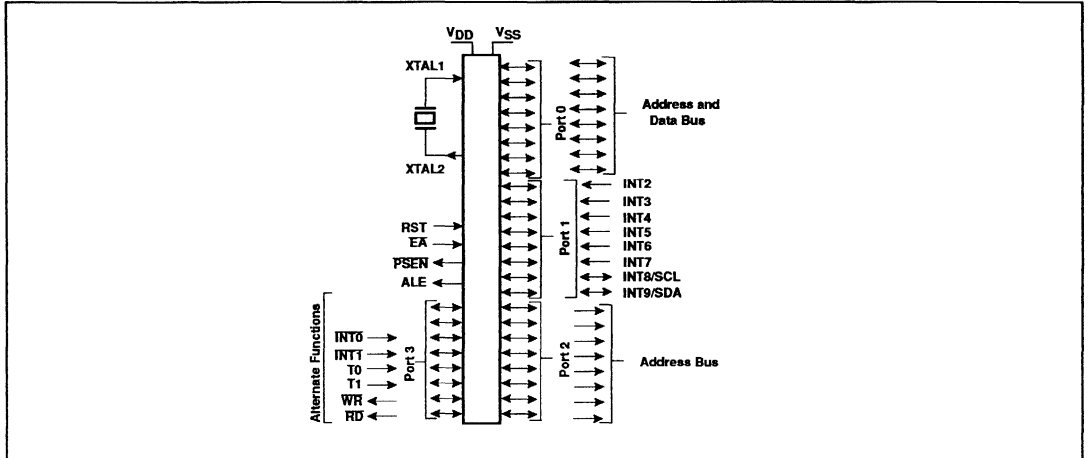 VDD VSS
XTAL1
XTAL2
Port 0
Address and
Data Bus
RST
EA
PSEN
ALE
Port 1
INT2
INT3
INT4
INT5
INT6
INT7
INT8/SCL
INT9/SDA
Alternate Functions
INT0
INT1
T0
T1
WR
RD
Port 3
Port 2
Address Bus